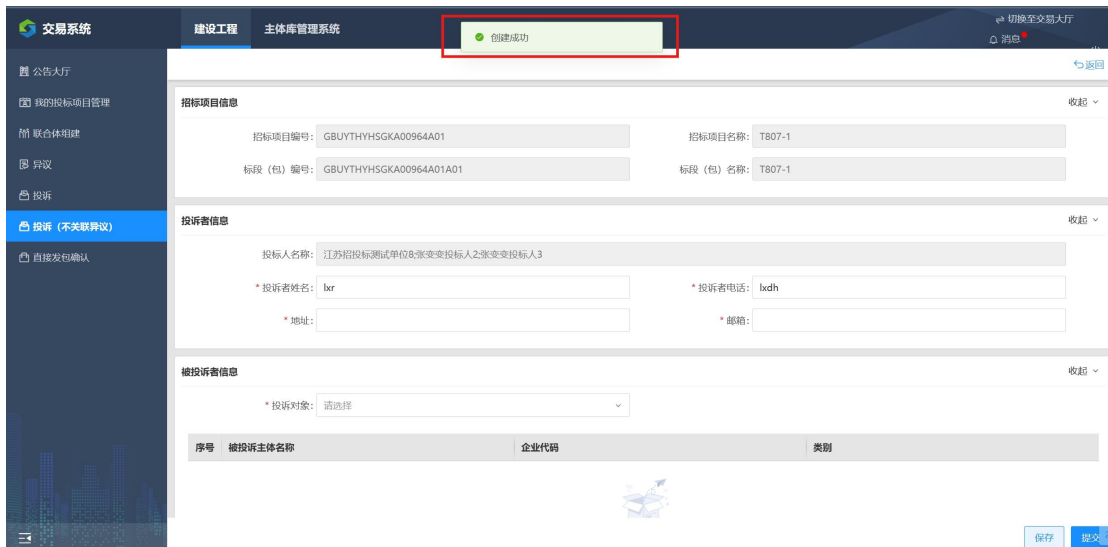 交易系统
建设工程 主体库管理系统
创建成功
切换至交易大厅
消息
公告大厅
我的投标项目管理
联合体组建
异议
投诉
投诉（不关联异议）
直接发包确认
返回
招标项目信息 收起
招标项目编号: GBUYTHYHSGKA00964A01 招标项目名称: T807-1
标段（包）编号: GBUYTHYHSGKA00964A01A01 标段（包）名称: T807-1
投诉者信息 收起
投标人名称: 江苏招投标测试单位8;张变变投标人2;张变变投标人3
* 投诉者姓名: lxr * 投诉者电话: lxdh
* 地址: * 邮箱:
被投诉者信息 收起
* 投诉对象: 请选择
序号 被投诉主体名称 企业代码 类别
保存 提交